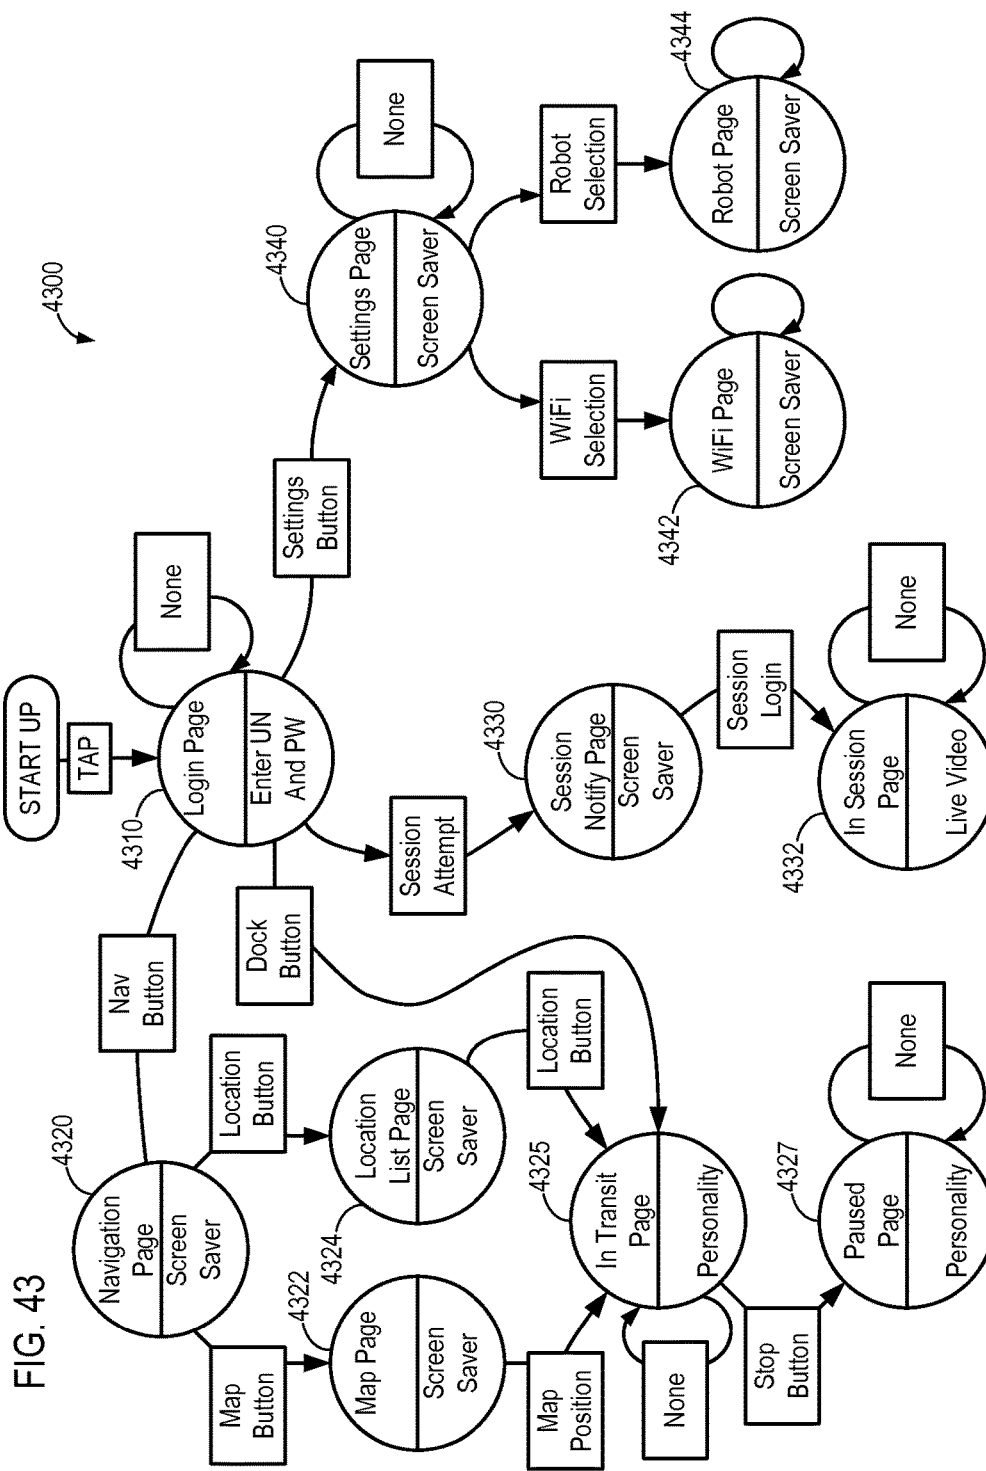 FIG. 43
4300
START UP
TAP
4310
Login Page
Enter UN
And PW
None
Nav
Button
Dock
Button
Session
Attempt
Settings
Button
4320
Navigation
Page
Screen
Saver
Map
Button
Location
Button
4322
Map Page
Screen
Saver
4324
Location
List Page
Screen
Saver
Map
Position
Location
Button
4325
In Transit
Page
Personality
None
Stop
Button
4327
Paused
Page
Personality
None
4330
Session
Notify Page
Screen
Saver
Session
Login
4332
In Session
Page
Live Video
None
4340
Settings Page
Screen Saver
None
WiFi
Selection
Robot
Selection
4342
WiFi Page
Screen Saver
4344
Robot Page
Screen Saver